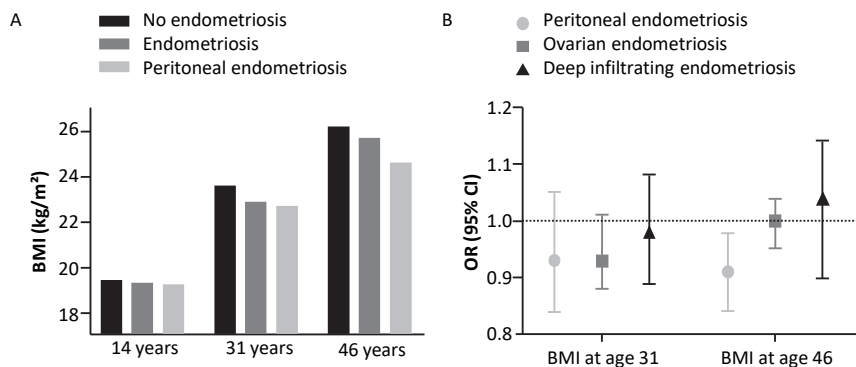 A
No endometriosis
Endometriosis
Peritoneal endometriosis
BMI (kg/m²)
26
24
22
20
19
18
14 years
31 years
46 years
B
Peritoneal endometriosis
Ovarian endometriosis
Deep infiltrating endometriosis
OR (95% CI)
1.2
1.1
1.0
0.9
0.8
BMI at age 31
BMI at age 46